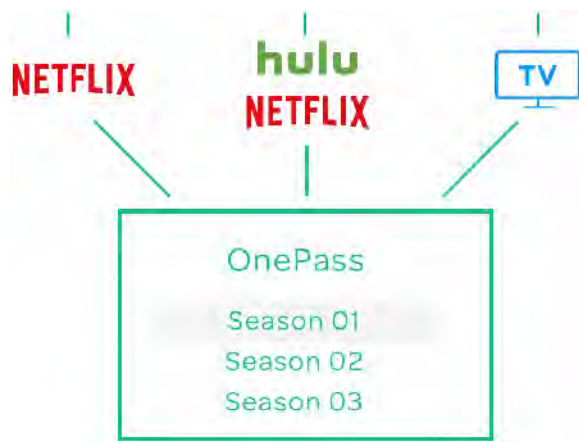 NETFLIX
hulu
NETFLIX
TV
OnePass
Season 01
Season 02
Season 03